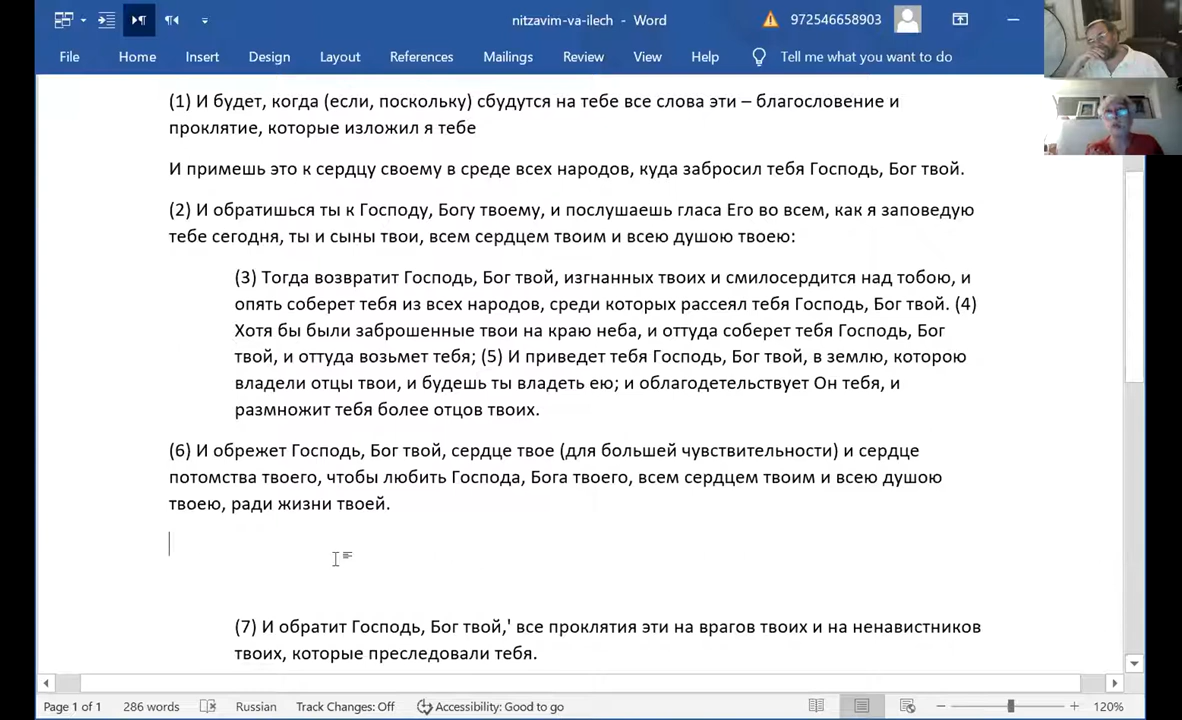 nitzavim-va-ilech - Word
972546658903
File Home Insert Design Layout References Mailings Review View Help Tell me what you want to do
(1) И будет, когда (если, поскольку) сбудутся на тебе все слова эти – благословение и
проклятие, которые изложил я тебе
И примешь это к сердцу своему в среде всех народов, куда забросил тебя Господь, Бог твой.
(2) И обратишься ты к Господу, Богу твоему, и послушаешь гласа Его во всем, как я заповедую
тебе сегодня, ты и сыны твои, всем сердцем твоим и всею душою твоею:
(3) Тогда возвратит Господь, Бог твой, изгнанных твоих и смилосердится над тобою, и
опять соберет тебя из всех народов, среди которых рассеял тебя Господь, Бог твой. (4)
Хотя бы были заброшенные твои на краю неба, и оттуда соберет тебя Господь, Бог
твой, и оттуда возьмет тебя; (5) И приведет тебя Господь, Бог твой, в землю, которою
владели отцы твои, и будешь ты владеть ею; и облагодетельствует Он тебя, и
размножит тебя более отцов твоих.
(6) И обрежет Господь, Бог твой, сердце твое (для большей чувствительности) и сердце
потомства твоего, чтобы любить Господа, Бога твоего, всем сердцем твоим и всею душою
твоею, ради жизни твоей.
(7) И обратит Господь, Бог твой,' все проклятия эти на врагов твоих и на ненавистников
твоих, которые преследовали тебя.
Page 1 of 1 286 words Russian Track Changes: Off Accessibility: Good to go 120%